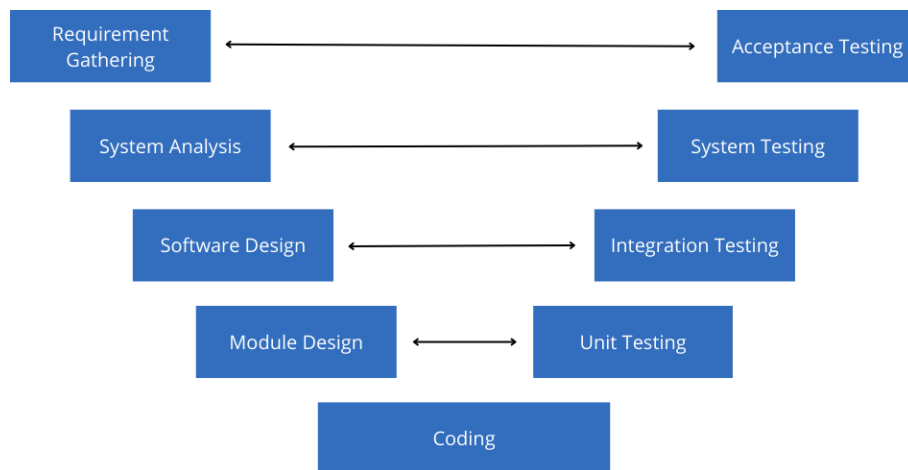 Requirement
Gathering
Acceptance Testing
System Analysis
System Testing
Software Design
Integration Testing
Module Design
Unit Testing
Coding